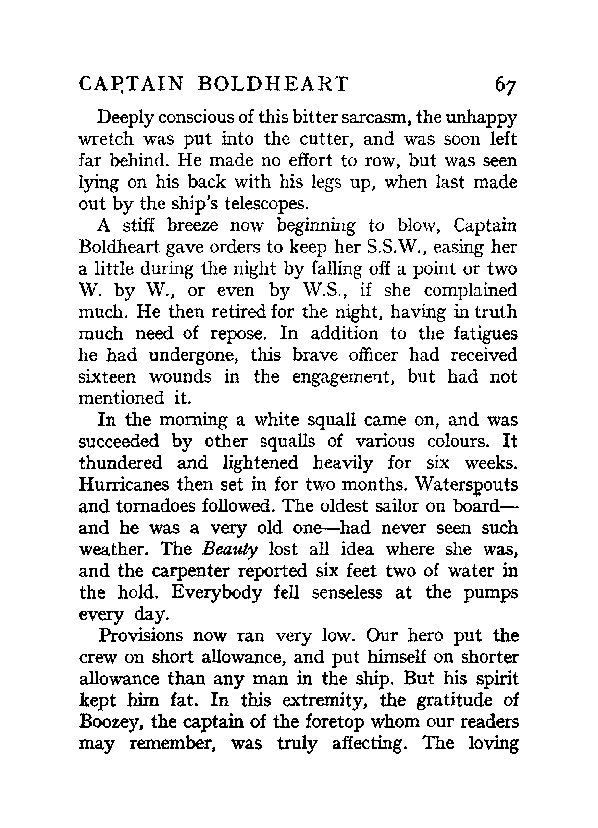 CAPTAIN BOLDHEART 67
Deeply conscious of this bitter sarcasm, the unhappy
wretch was put into the cutter, and was soon left
far behind. He made no effort to row, but was seen
lying on his back with his legs up, when last made
out by the ship's telescopes.
A stiff breeze now beginning to blow, Captain
Boldheart gave orders to keep her S.S.W., easing her
a little during the night by falling off a point or two
W. by W., or even by W.S., if she complained
much. He then retired for the night, having in truth
much need of repose. In addition to the fatigues
he had undergone, this brave officer had received
sixteen wounds in the engagement, but had not
mentioned it.
In the morning a white squall came on, and was
succeeded by other squalls of various colours. It
thundered and lightened heavily for six weeks.
Hurricanes then set in for two months. Waterspouts
and tornadoes followed. The oldest sailor on board—
and he was a very old one—had never seen such
weather. The Beauty lost all idea where she was,
and the carpenter reported six feet two of water in
the hold. Everybody fell senseless at the pumps
every day.
Provisions now ran very low. Our hero put the
crew on short allowance, and put himself on shorter
allowance than any man in the ship. But his spirit
kept him fat. In this extremity, the gratitude of
Boozey, the captain of the foretop whom our readers
may remember, was truly affecting. The loving